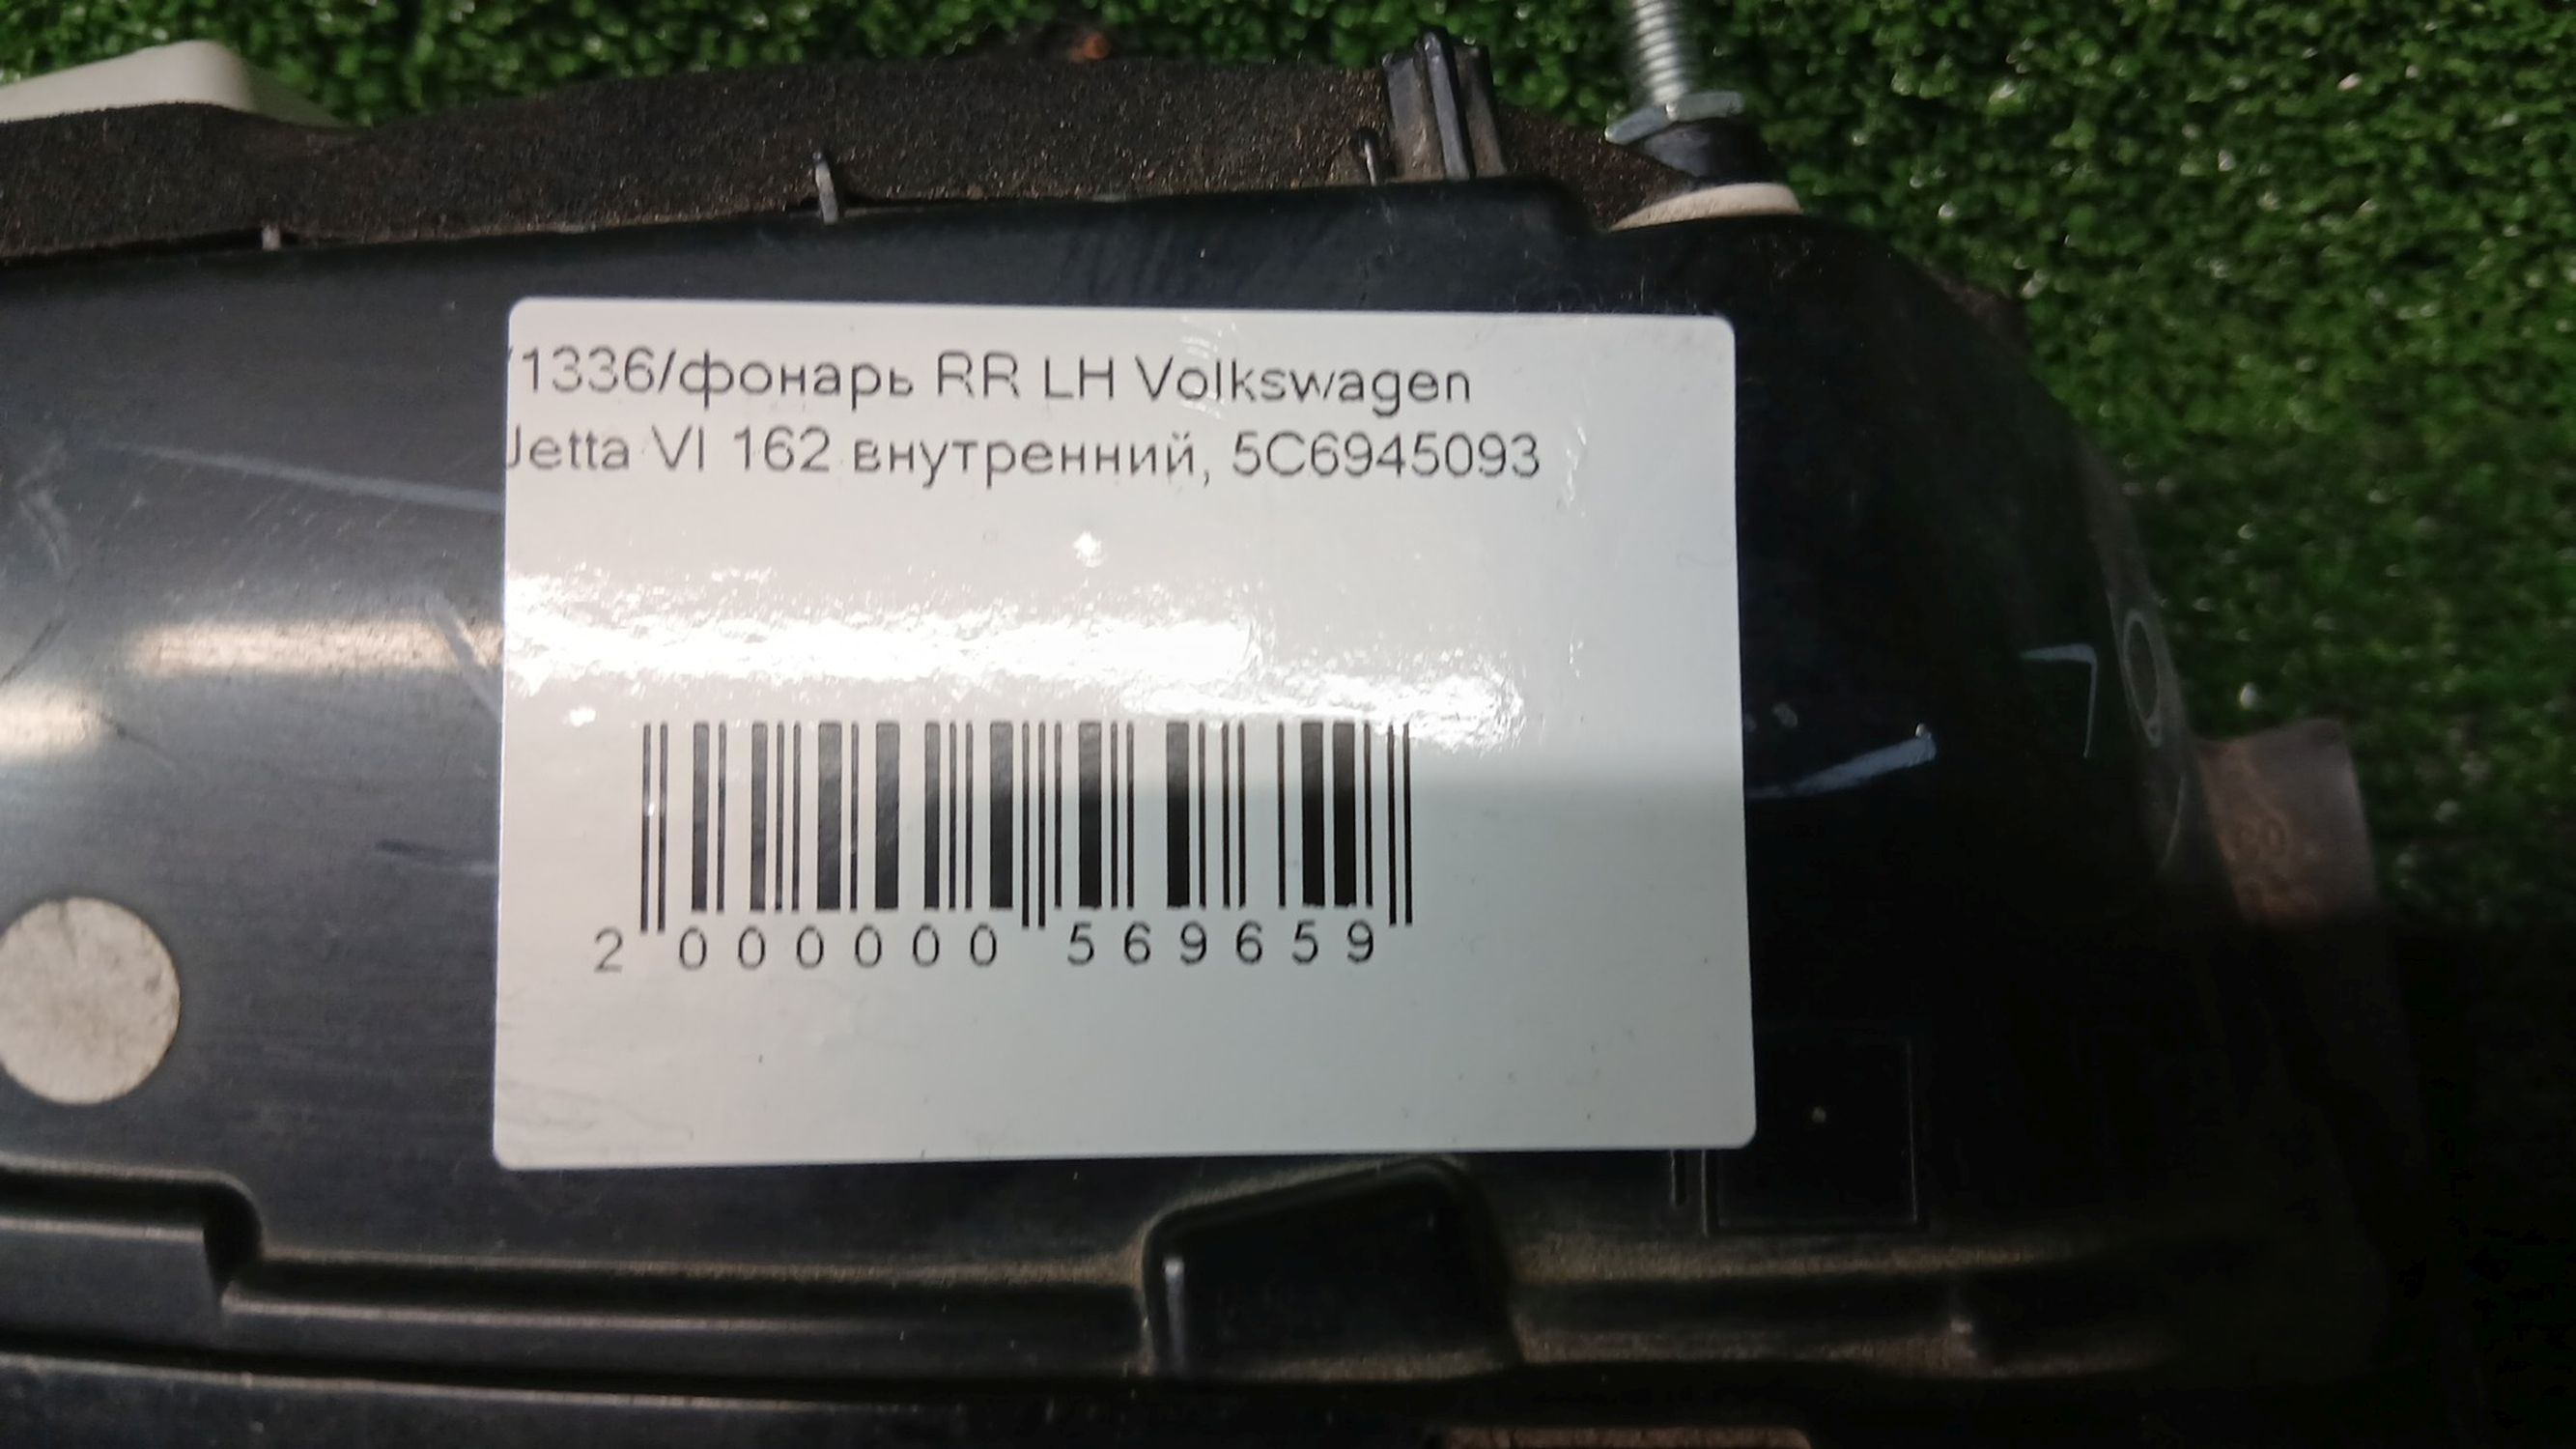 /1336/фонарь RR LH Volkswagen
Jetta VI 162 внутренний, 5C6945093
2 000000 569659